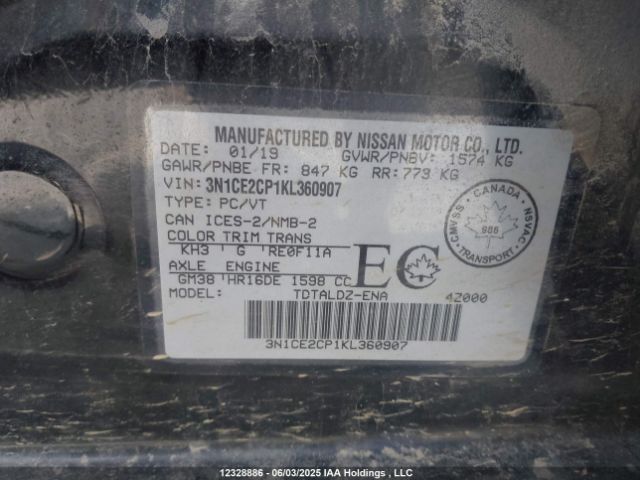 MANUFACTURED BY NISSAN MOTOR CO., LTD.
DATE: 01/19 GVWR/PNBV: 1574 KG
GAWR/PNBE FR: 847 KG RR: 773 KG
VIN: 3N1CE2CP1KL360907
TYPE: PC/VT
CAN ICES-2/NMB-2
COLOR TRIM TRANS
KH3 G RE0F11A
AXLE ENGINE
GM38 HR16DE 1598 CC
MODEL: TDTALDZ-ENA 4Z000
EC
CANADA
CMVSS NSVAC
986
TRANSPORT
3N1CE2CP1KL360907
12328886 - 06/03/2025 IAA Holdings , LLC